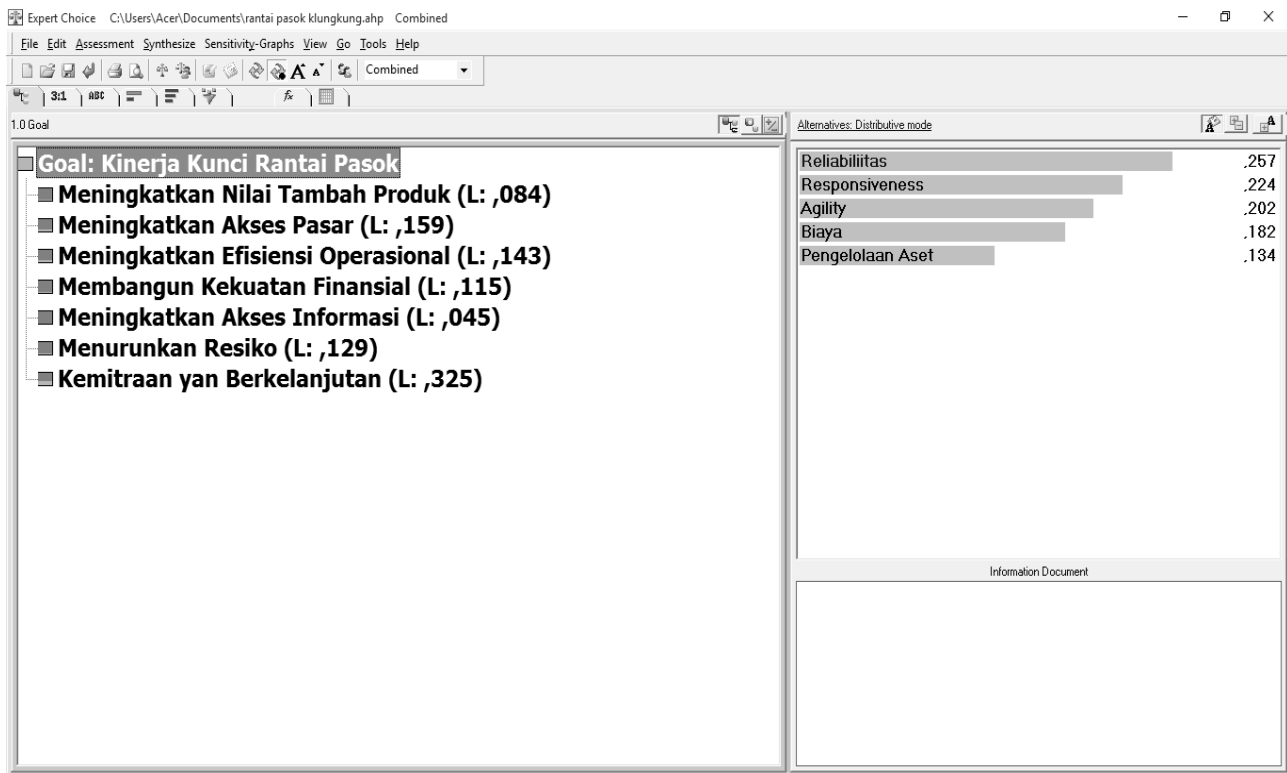 Expert Choice C:\Users\Acer\Documents\rantai pasok klungkung.ahp Combined
File Edit Assessment Synthesize Sensitivity-Graphs View Go Tools Help
Combined
3:1 ABC fx
1.0 Goal
Goal: Kinerja Kunci Rantai Pasok
Meningkatkan Nilai Tambah Produk (L: ,084)
Meningkatkan Akses Pasar (L: ,159)
Meningkatkan Efisiensi Operasional (L: ,143)
Membangun Kekuatan Finansial (L: ,115)
Meningkatkan Akses Informasi (L: ,045)
Menurunkan Resiko (L: ,129)
Kemitraan yan Berkelanjutan (L: ,325)
Alternatives: Distributive mode
Reliabiliitas ,257
Responsiveness ,224
Agility ,202
Biaya ,182
Pengelolaan Aset ,134
Information Document